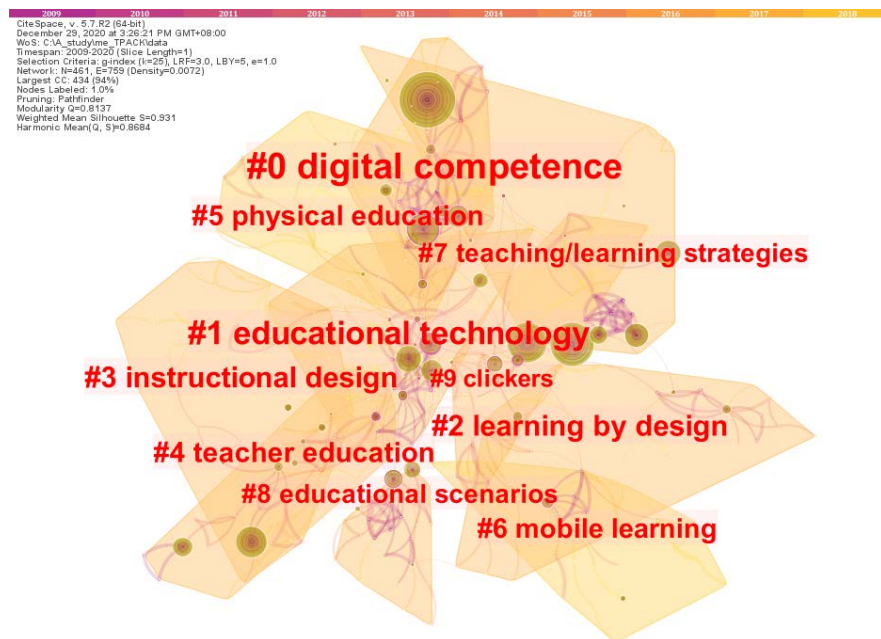 2009 2010 2011 2012 2013 2014 2015 2016 2017 2018
CiteSpace, v. 5.7.R2 (64-bit)
December 29, 2020 at 3:26:21 PM GMT+08:00
WoS: C:\A_study\me_TPACK\data
Timespan: 2009-2020 (Slice Length=1)
Selection Criteria: g-index (k=25), LRF=3.0, LBY=5, e=1.0
Network: N=461, E=759 (Density=0.0072)
Largest CC: 434 (94%)
Nodes Labeled: 1.0%
Pruning: Pathfinder
Modularity Q=0.8137
Weighted Mean Silhouette S=0.931
Harmonic Mean(Q, S)=0.8684
#0 digital competence
#5 physical education
#7 teaching/learning strategies
#1 educational technology
#3 instructional design
#9 clickers
#2 learning by design
#4 teacher education
#8 educational scenarios
#6 mobile learning